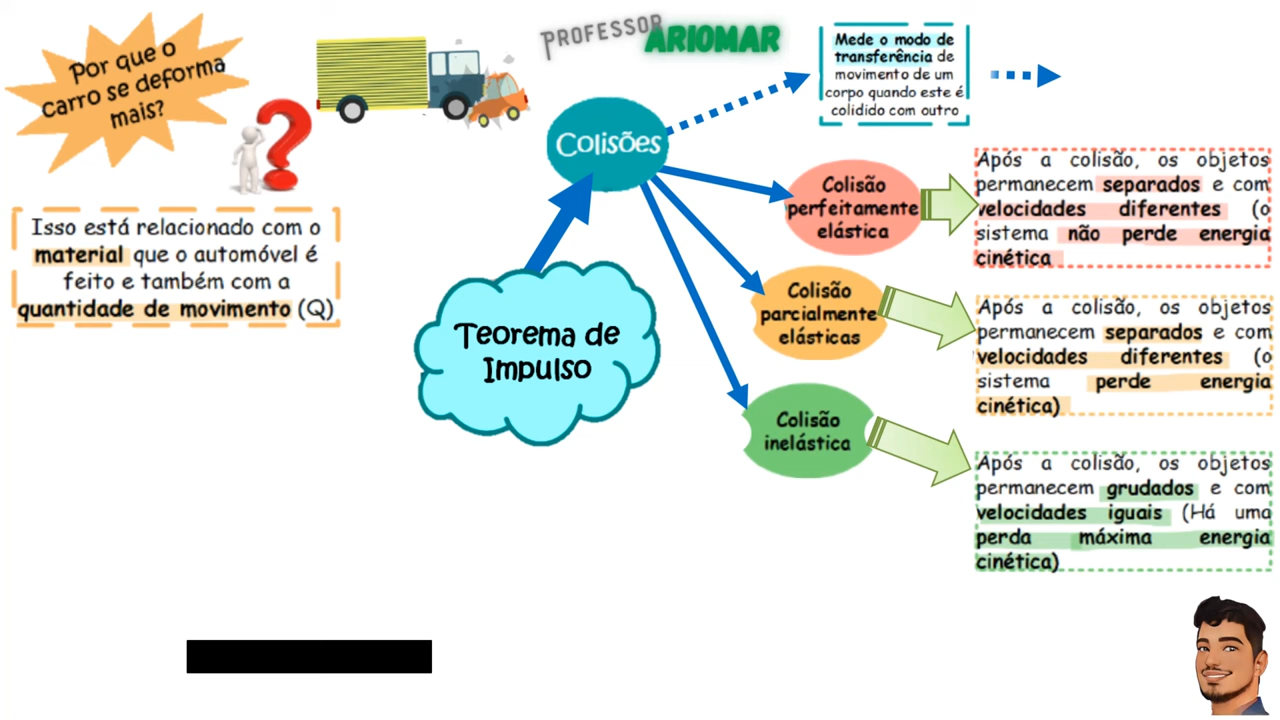 Por que o
carro se deforma
mais?
PROFESSOR
ARIOMAR
Colisões
Mede o modo de
transferência de
movimento de um
corpo quando este é
colidido com outro
Isso está relacionado com o
material que o automóvel é
feito e também com a
quantidade de movimento (Q)
Teorema de
Impulso
Colisão
perfeitamente
elástica
Após a colisão, os objetos
permanecem separados e com
velocidades diferentes (o
sistema não perde energia
cinética
Colisão
parcialmente
elásticas
Após a colisão, os objetos
permanecem separados e com
velocidades diferentes (o
sistema perde energia
cinética)
Colisão
inelástica
Após a colisão, os objetos
permanecem grudados e com
velocidades iguais (Há uma
perda máxima energia
cinética)